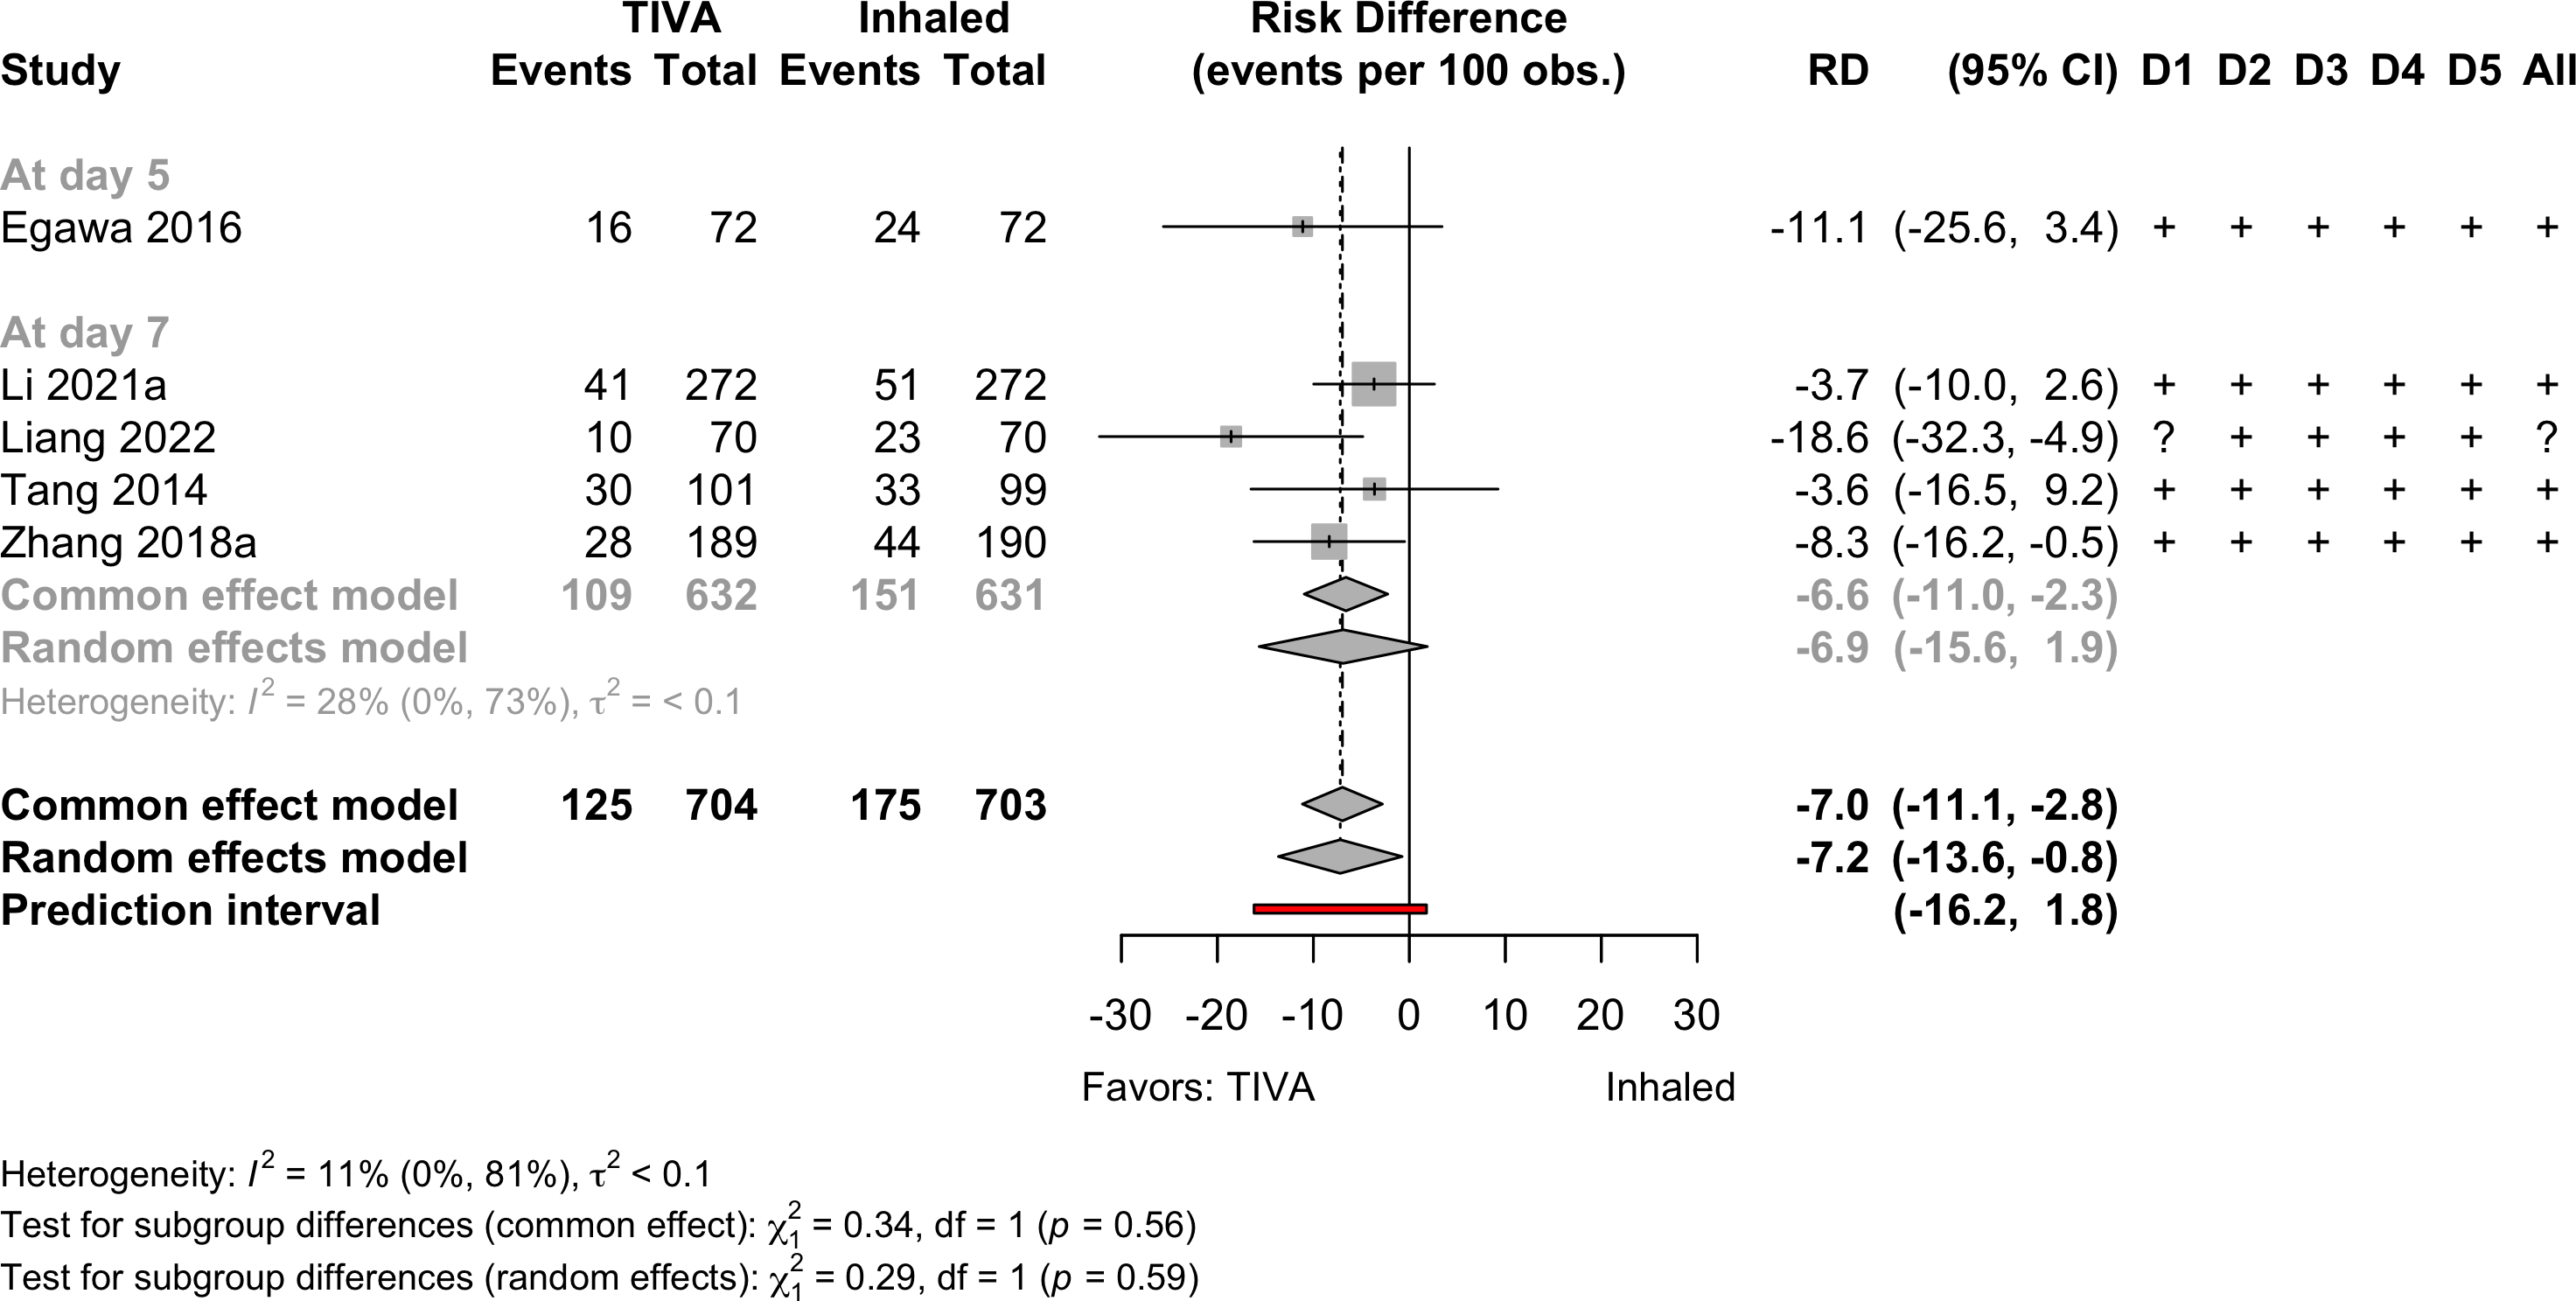 TIVA Inhaled Risk Difference
Study Events Total Events Total (events per 100 obs.) RD (95% CI) D1 D2 D3 D4 D5 All
At day 5
Egawa 2016 16 72 24 72 -11.1 (-25.6, 3.4) + + + + + +
At day 7
Li 2021a 41 272 51 272 -3.7 (-10.0, 2.6) + + + + + +
Liang 2022 10 70 23 70 -18.6 (-32.3, -4.9) ? + + + + ?
Tang 2014 30 101 33 99 -3.6 (-16.5, 9.2) + + + + + +
Zhang 2018a 28 189 44 190 -8.3 (-16.2, -0.5) + + + + + +
Common effect model 109 632 151 631 -6.6 (-11.0, -2.3)
Random effects model -6.9 (-15.6, 1.9)
Heterogeneity: I² = 28% (0%, 73%), τ² = < 0.1
Common effect model 125 704 175 703 -7.0 (-11.1, -2.8)
Random effects model -7.2 (-13.6, -0.8)
Prediction interval (-16.2, 1.8)
-30 -20 -10 0 10 20 30
Favors: TIVA Inhaled
Heterogeneity: I² = 11% (0%, 81%), τ² < 0.1
Test for subgroup differences (common effect): χ₁² = 0.34, df = 1 (p = 0.56)
Test for subgroup differences (random effects): χ₁² = 0.29, df = 1 (p = 0.59)